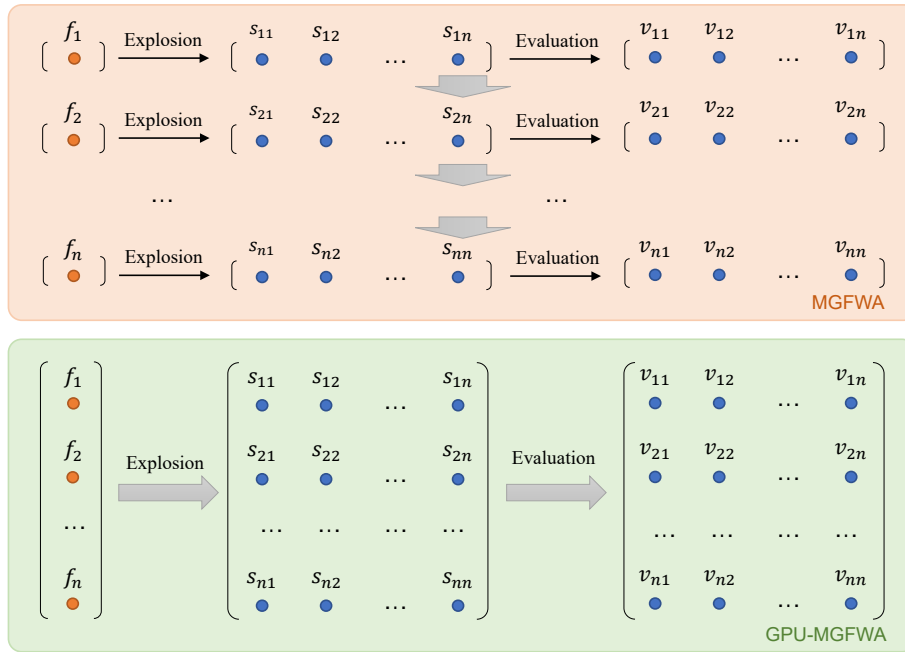 f₁ Explosion s₁₁ s₁₂ ... s₁ₙ Evaluation v₁₁ v₁₂ ... v₁ₙ
f₂ Explosion s₂₁ s₂₂ ... s₂ₙ Evaluation v₂₁ v₂₂ ... v₂ₙ
... ...
fₙ Explosion sₙ₁ sₙ₂ ... sₙₙ Evaluation vₙ₁ vₙ₂ ... vₙₙ
MGFWA
f₁ s₁₁ s₁₂ ... s₁ₙ v₁₁ v₁₂ ... v₁ₙ
f₂ Explosion s₂₁ s₂₂ ... s₂ₙ Evaluation v₂₁ v₂₂ ... v₂ₙ
... ... ... ... ... ... ... ... ...
fₙ sₙ₁ sₙ₂ ... sₙₙ vₙ₁ vₙ₂ ... vₙₙ
GPU-MGFWA